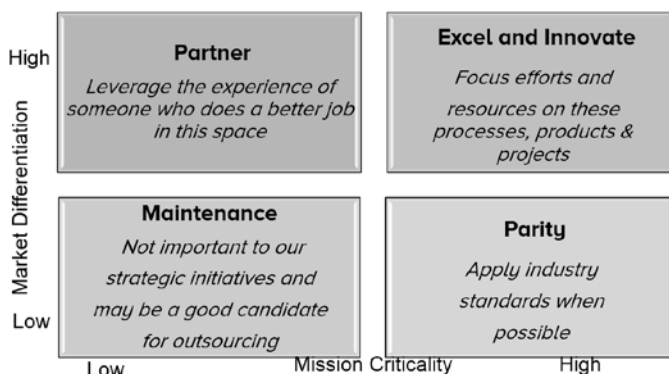 High
Partner
Leverage the experience of
someone who does a better job
in this space
Excel and Innovate
Focus efforts and
resources on these
processes, products &
projects
Market Differentiation
Maintenance
Not important to our
strategic initiatives and
may be a good candidate
for outsourcing
Parity
Apply industry
standards when
possible
Low
Low
Mission Criticality
High